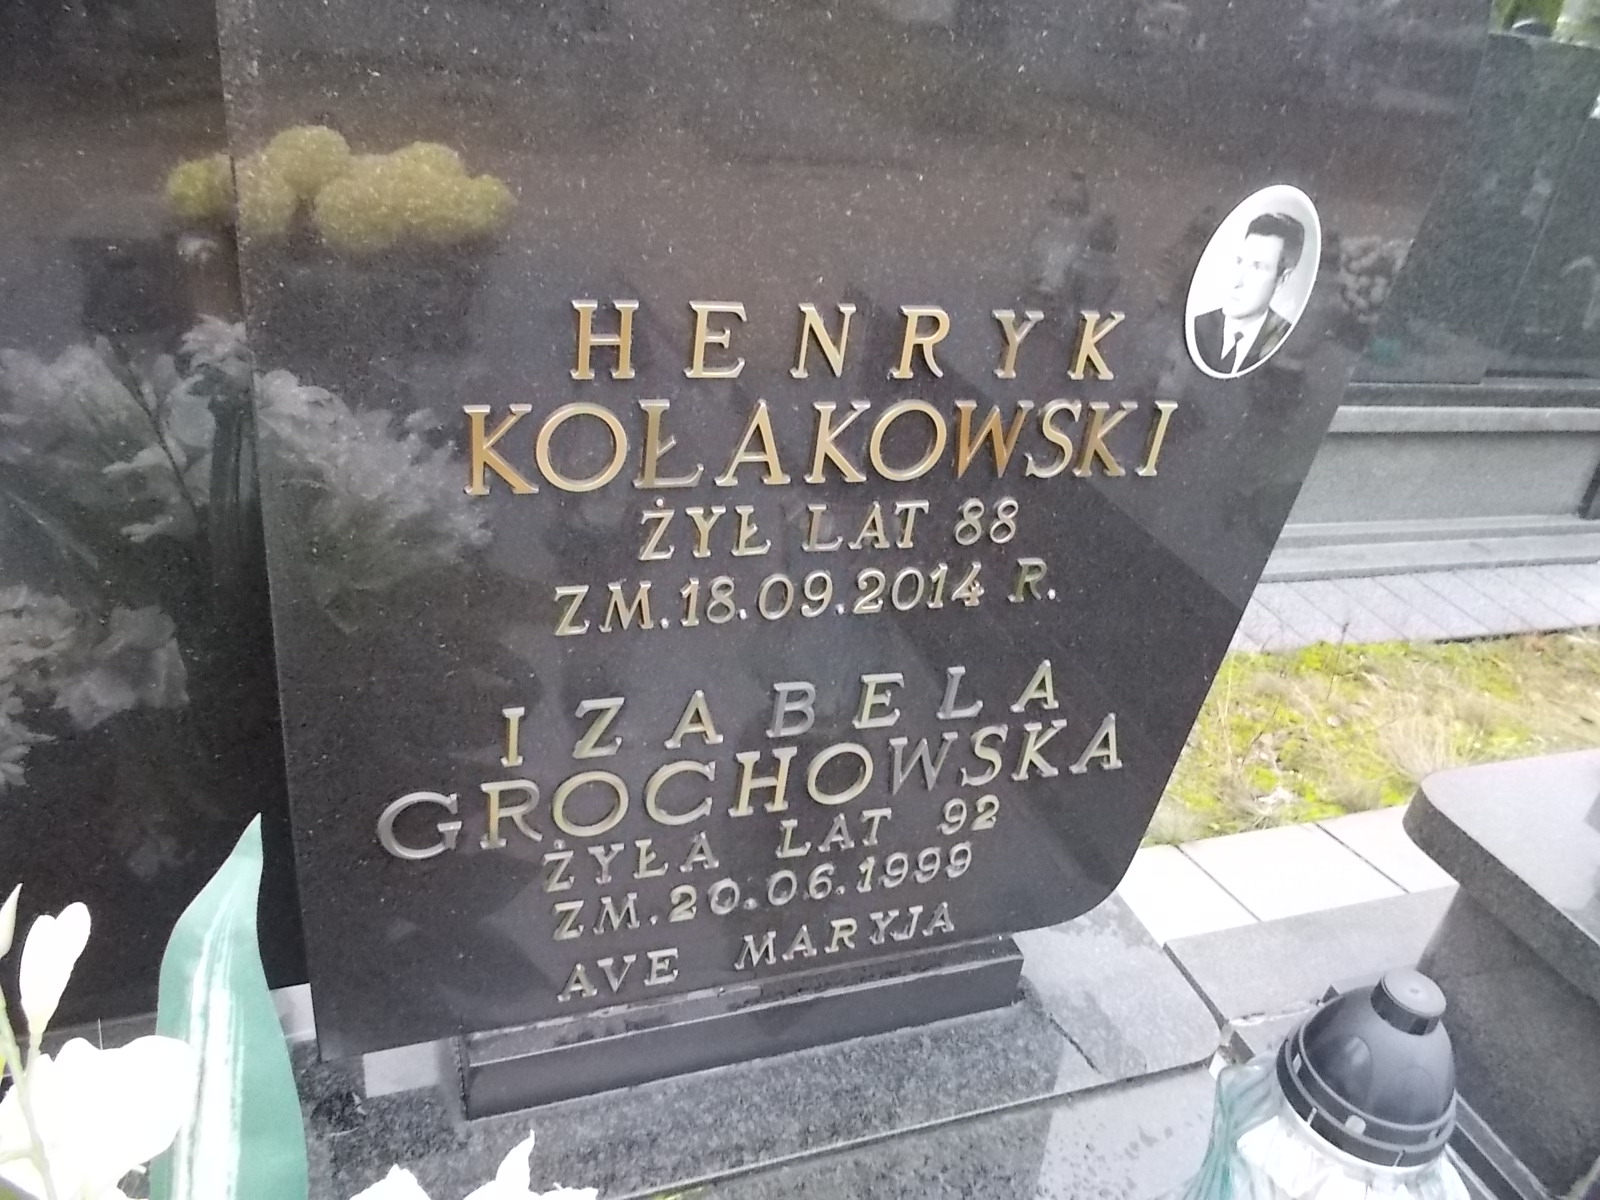 HENRYK
KOŁAKOWSKI
ŻYŁ LAT 88
ZM.18.09.2014 R.
IZABELA
GROCHOWSKA
ŻYŁA LAT 92
ZM.20.06.1999
AVE MARYJA